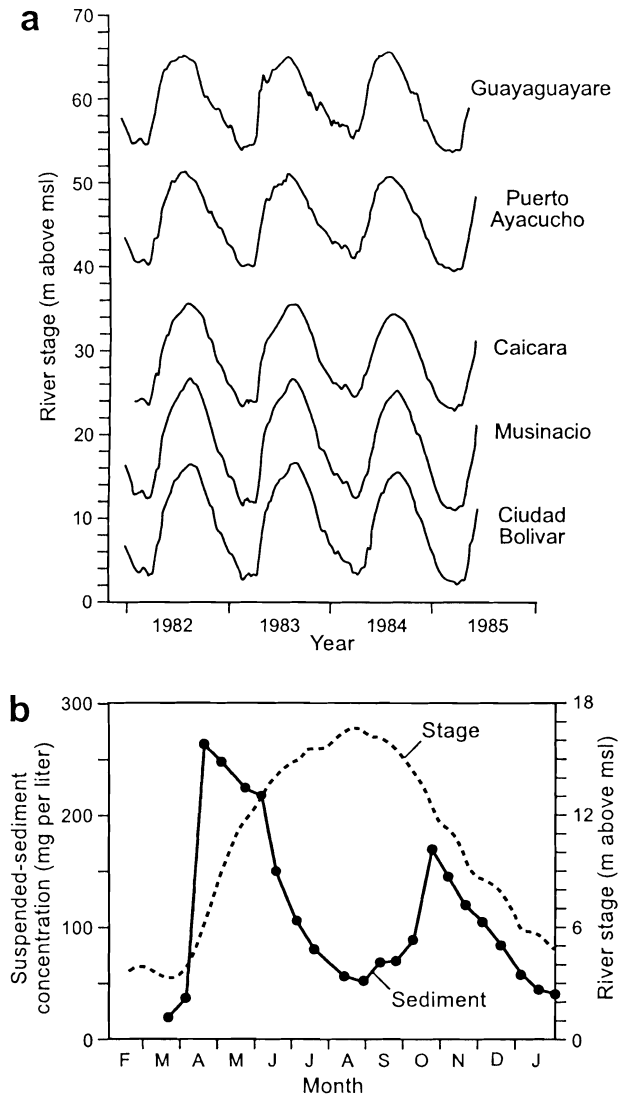 a
70
60
50
40
30
20
10
0
River stage (m above msl)
Guayaguayare
Puerto
Ayacucho
Caicara
Musinacio
Ciudad
Bolivar
1982 1983 1984 1985
Year
b
300
200
100
0
Suspended-sediment
concentration (mg per liter)
Stage
Sediment
18
12
6
0
River stage (m above msl)
F M A M J J A S O N D J
Month